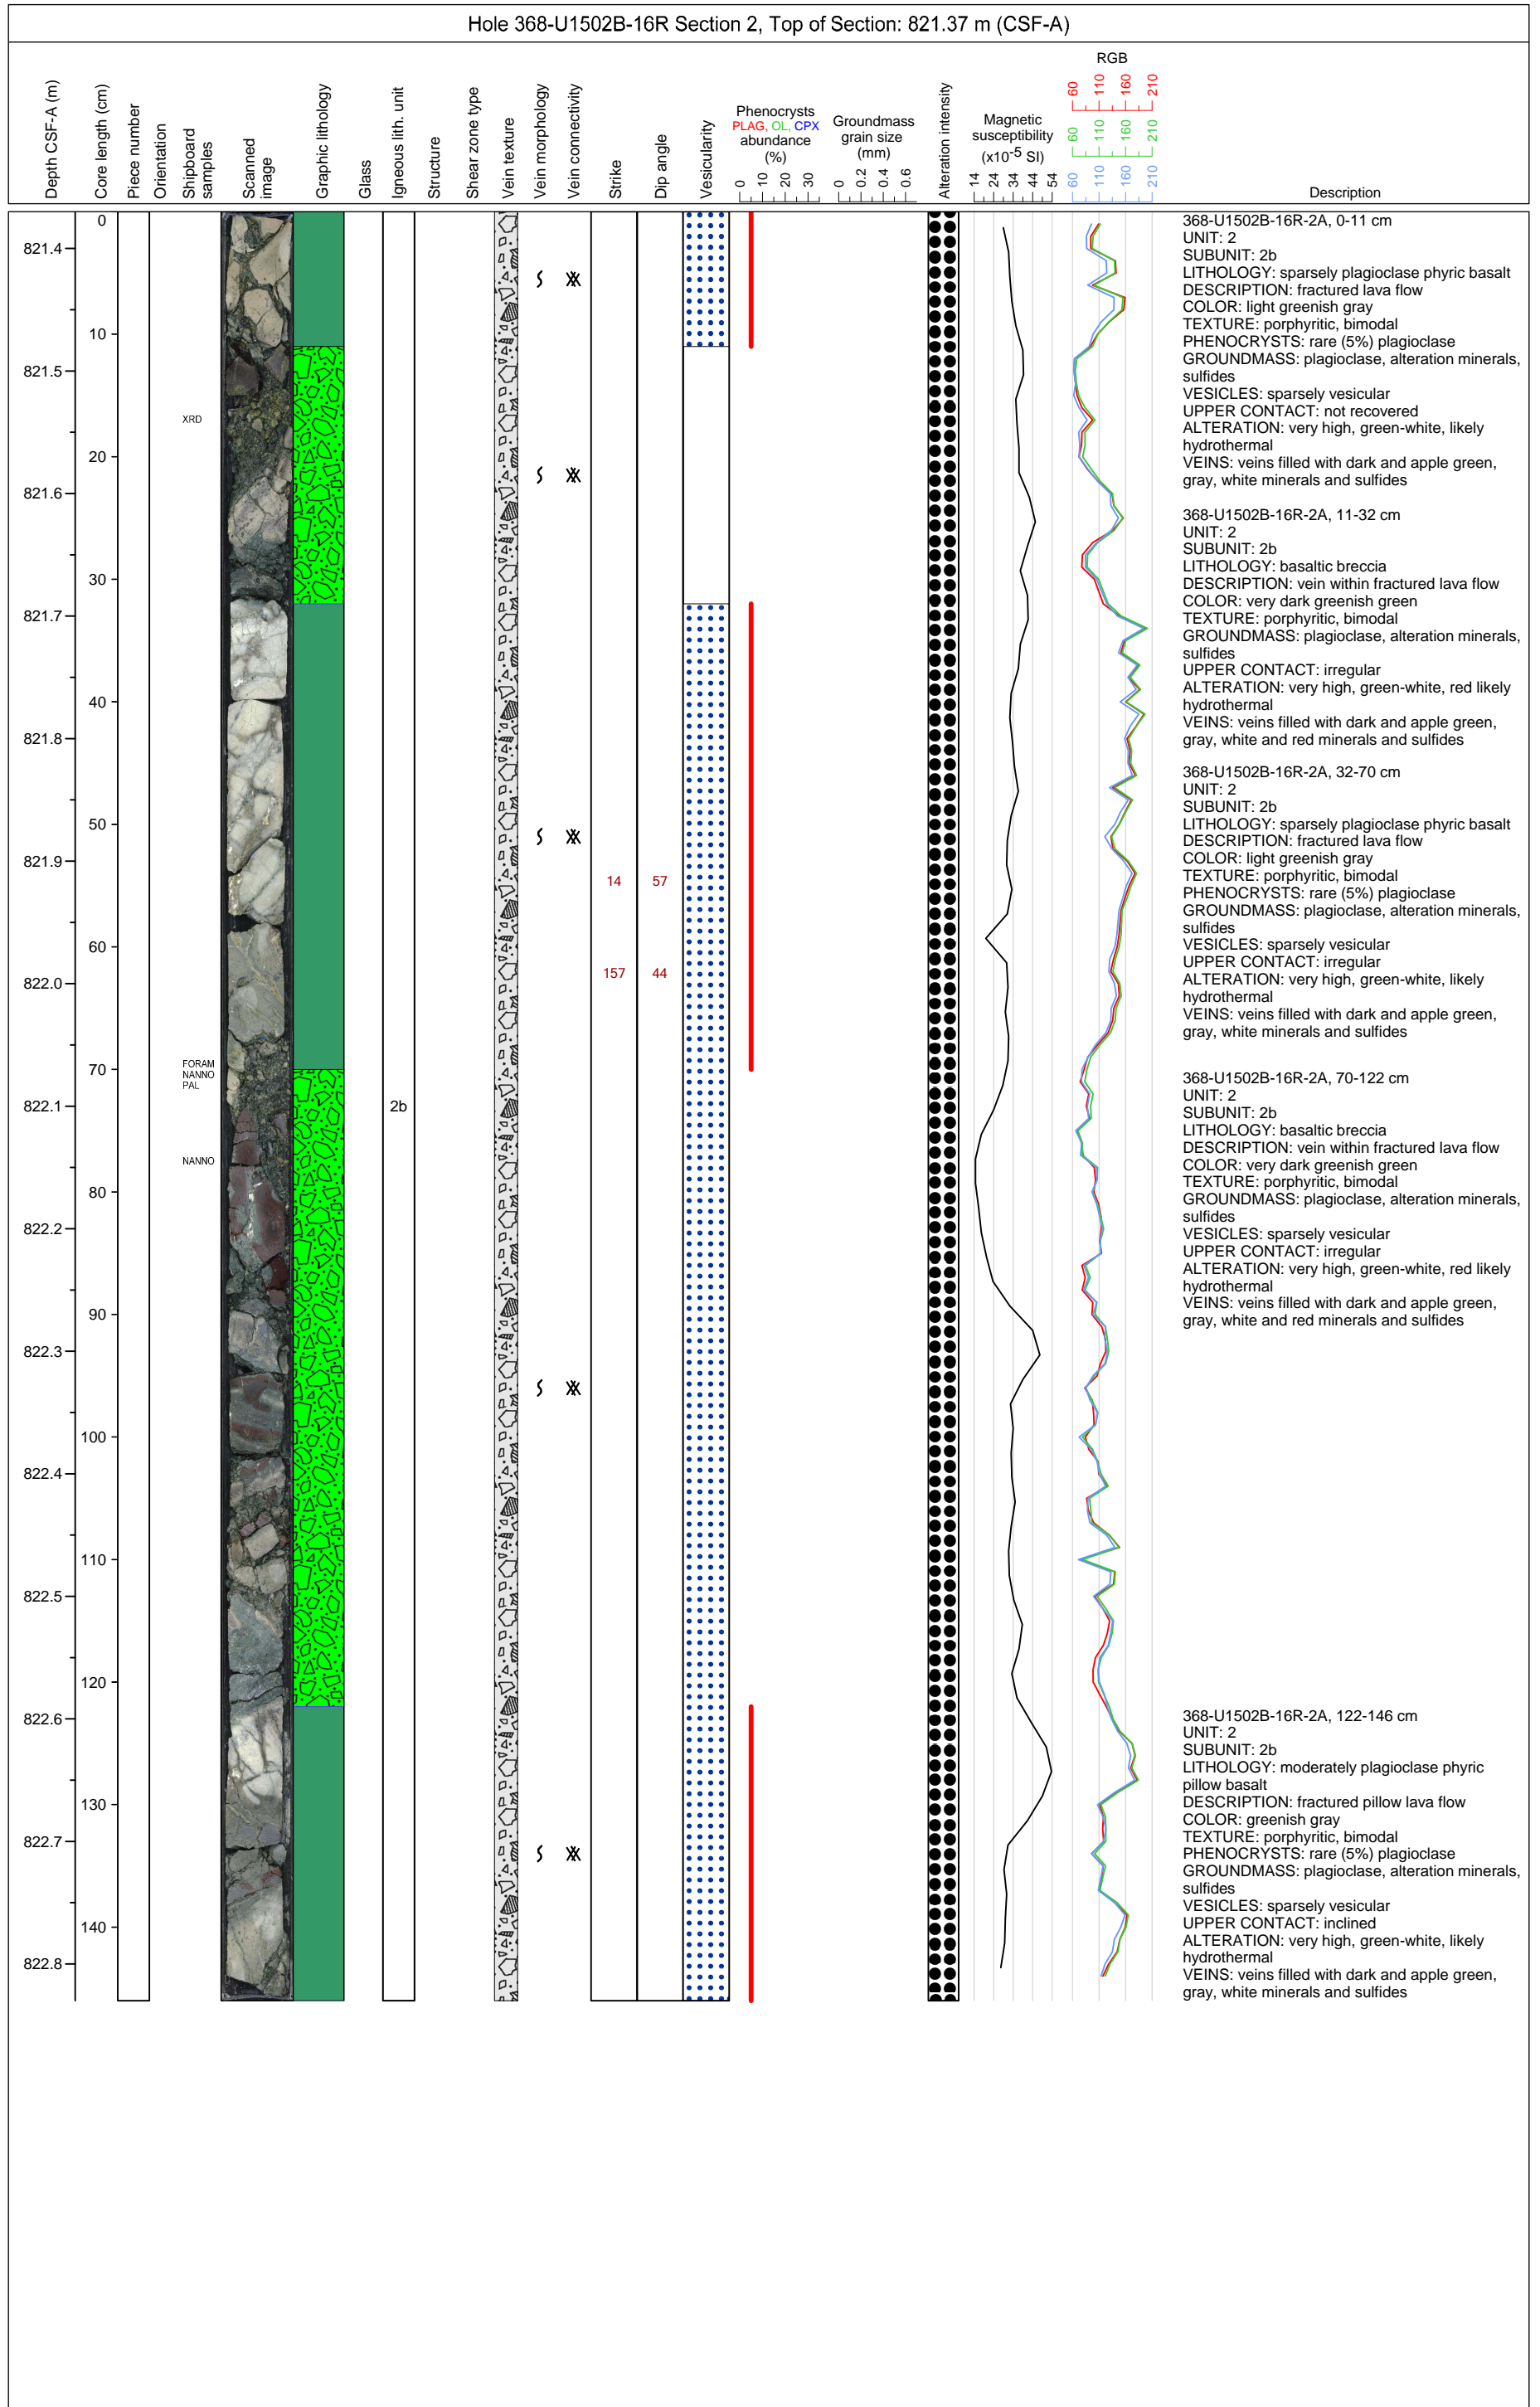 Hole 368-U1502B-16R Section 2, Top of Section: 821.37 m (CSF-A)
Depth CSF-A (m)
Core length (cm)
Piece number
Orientation
Shipboard
samples
Scanned
image
Graphic lithology
Glass
Igneous lith. unit
Structure
Shear zone type
Vein texture
Vein morphology
Vein connectivity
Strike
Dip angle
Vesicularity
Phenocrysts
PLAG, OL, CPX
abundance
(%)
0 10 20 30
Groundmass
grain size
(mm)
0 0.2 0.4 0.6
Alteration intensity
Magnetic
susceptibility
(x10-5 SI)
14 24 34 44 54
RGB
60 110 160 210
60 110 160 210
60 110 160 210
Description
0
821.4
10
821.5
XRD
20
821.6
30
821.7
40
821.8
50
821.9
14 57
60
157 44
822.0
FORAM
NANNO
PAL
70
822.1
2b
NANNO
80
822.2
90
822.3
100
822.4
110
822.5
120
822.6
130
822.7
140
822.8
368-U1502B-16R-2A, 0-11 cm
UNIT: 2
SUBUNIT: 2b
LITHOLOGY: sparsely plagioclase phyric basalt
DESCRIPTION: fractured lava flow
COLOR: light greenish gray
TEXTURE: porphyritic, bimodal
PHENOCRYSTS: rare (5%) plagioclase
GROUNDMASS: plagioclase, alteration minerals,
sulfides
VESICLES: sparsely vesicular
UPPER CONTACT: not recovered
ALTERATION: very high, green-white, likely
hydrothermal
VEINS: veins filled with dark and apple green,
gray, white minerals and sulfides
368-U1502B-16R-2A, 11-32 cm
UNIT: 2
SUBUNIT: 2b
LITHOLOGY: basaltic breccia
DESCRIPTION: vein within fractured lava flow
COLOR: very dark greenish green
TEXTURE: porphyritic, bimodal
GROUNDMASS: plagioclase, alteration minerals,
sulfides
UPPER CONTACT: irregular
ALTERATION: very high, green-white, red likely
hydrothermal
VEINS: veins filled with dark and apple green,
gray, white and red minerals and sulfides
368-U1502B-16R-2A, 32-70 cm
UNIT: 2
SUBUNIT: 2b
LITHOLOGY: sparsely plagioclase phyric basalt
DESCRIPTION: fractured lava flow
COLOR: light greenish gray
TEXTURE: porphyritic, bimodal
PHENOCRYSTS: rare (5%) plagioclase
GROUNDMASS: plagioclase, alteration minerals,
sulfides
VESICLES: sparsely vesicular
UPPER CONTACT: irregular
ALTERATION: very high, green-white, likely
hydrothermal
VEINS: veins filled with dark and apple green,
gray, white minerals and sulfides
368-U1502B-16R-2A, 70-122 cm
UNIT: 2
SUBUNIT: 2b
LITHOLOGY: basaltic breccia
DESCRIPTION: vein within fractured lava flow
COLOR: very dark greenish green
TEXTURE: porphyritic, bimodal
GROUNDMASS: plagioclase, alteration minerals,
sulfides
VESICLES: sparsely vesicular
UPPER CONTACT: irregular
ALTERATION: very high, green-white, red likely
hydrothermal
VEINS: veins filled with dark and apple green,
gray, white and red minerals and sulfides
368-U1502B-16R-2A, 122-146 cm
UNIT: 2
SUBUNIT: 2b
LITHOLOGY: moderately plagioclase phyric
pillow basalt
DESCRIPTION: fractured pillow lava flow
COLOR: greenish gray
TEXTURE: porphyritic, bimodal
PHENOCRYSTS: rare (5%) plagioclase
GROUNDMASS: plagioclase, alteration minerals,
sulfides
VESICLES: sparsely vesicular
UPPER CONTACT: inclined
ALTERATION: very high, green-white, likely
hydrothermal
VEINS: veins filled with dark and apple green,
gray, white minerals and sulfides